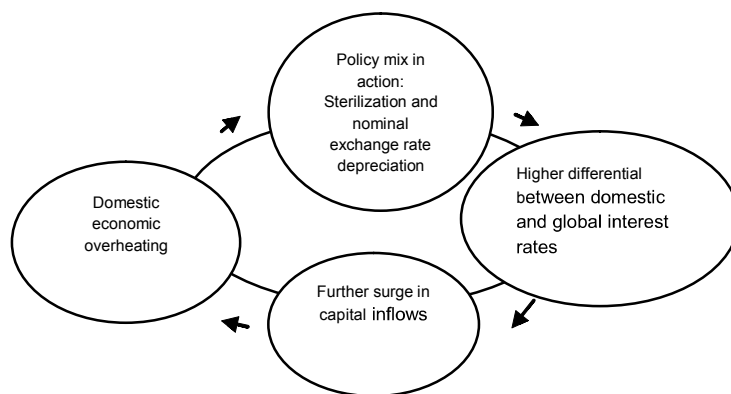 Policy mix in
action:
Sterilization and
nominal
exchange rate
depreciation
Higher differential
between domestic
and global interest
rates
Domestic
economic
overheating
Further surge in
capital inflows